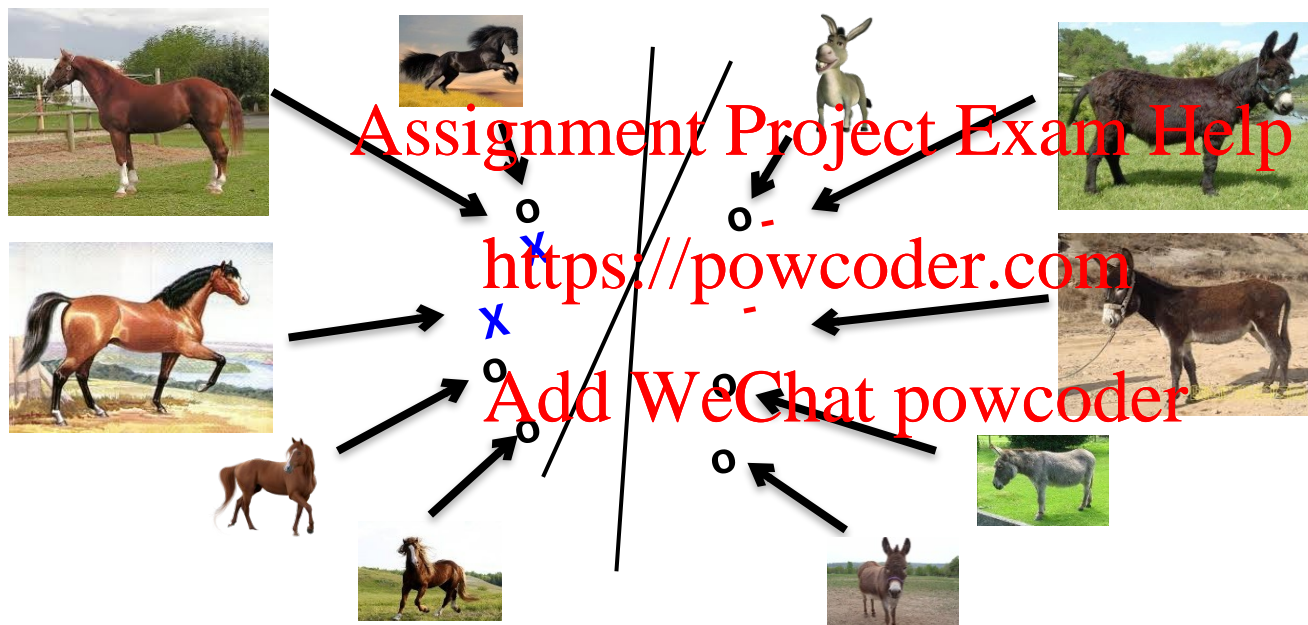 Assignment Project Exam Help
o
o -
x
https://powcoder.com
x
-
o
o
Add WeChat powcoder
o
o